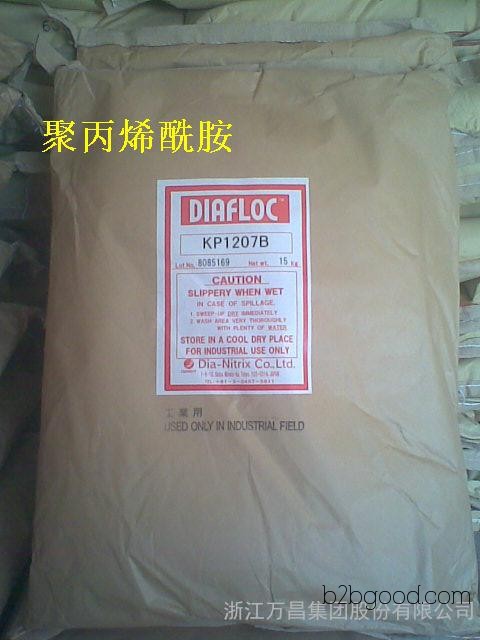 聚丙烯酰胺
DIAFLOC
KP1207B
Lot No. 8085169 Net wt. 15 Kg
CAUTION
SLIPPERY WHEN WET
IN CASE OF SPILLAGE.
1. SWEEP-UP DRY IMMEDIATELY
2. WASH AREA VERY THOROUGHLY
WITH PLENTY OF WATER
STORE IN A COOL DRY PLACE
FOR INDUSTRIAL USE ONLY
Dia-Nitrix Co., Ltd.
工業用
USED ONLY IN INDUSTRIAL FIELD
b2bgood.com
浙江万昌集团股份有限公司